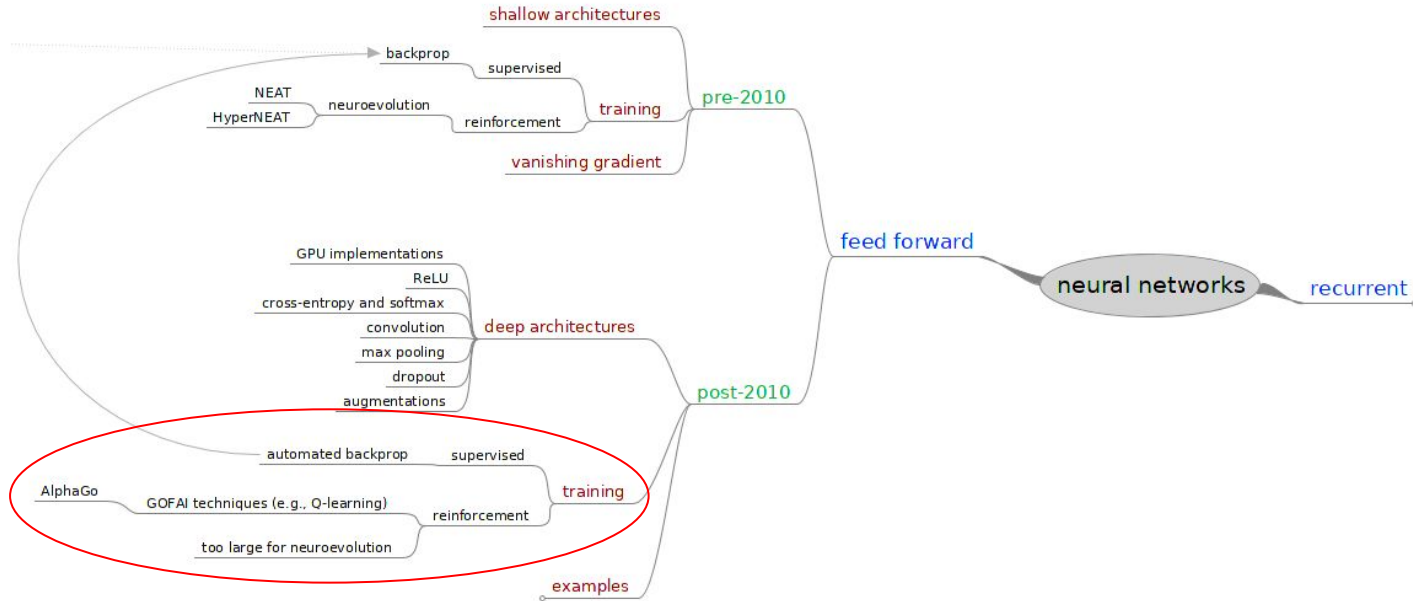 shallow architectures
backprop
supervised
NEAT
HyperNEAT
neuroevolution
reinforcement
training
pre-2010
vanishing gradient
feed forward
neural networks
recurrent
GPU implementations
ReLU
cross-entropy and softmax
convolution
max pooling
dropout
augmentations
deep architectures
post-2010
automated backprop
supervised
training
AlphaGo
GOFAI techniques (e.g., Q-learning)
reinforcement
too large for neuroevolution
examples